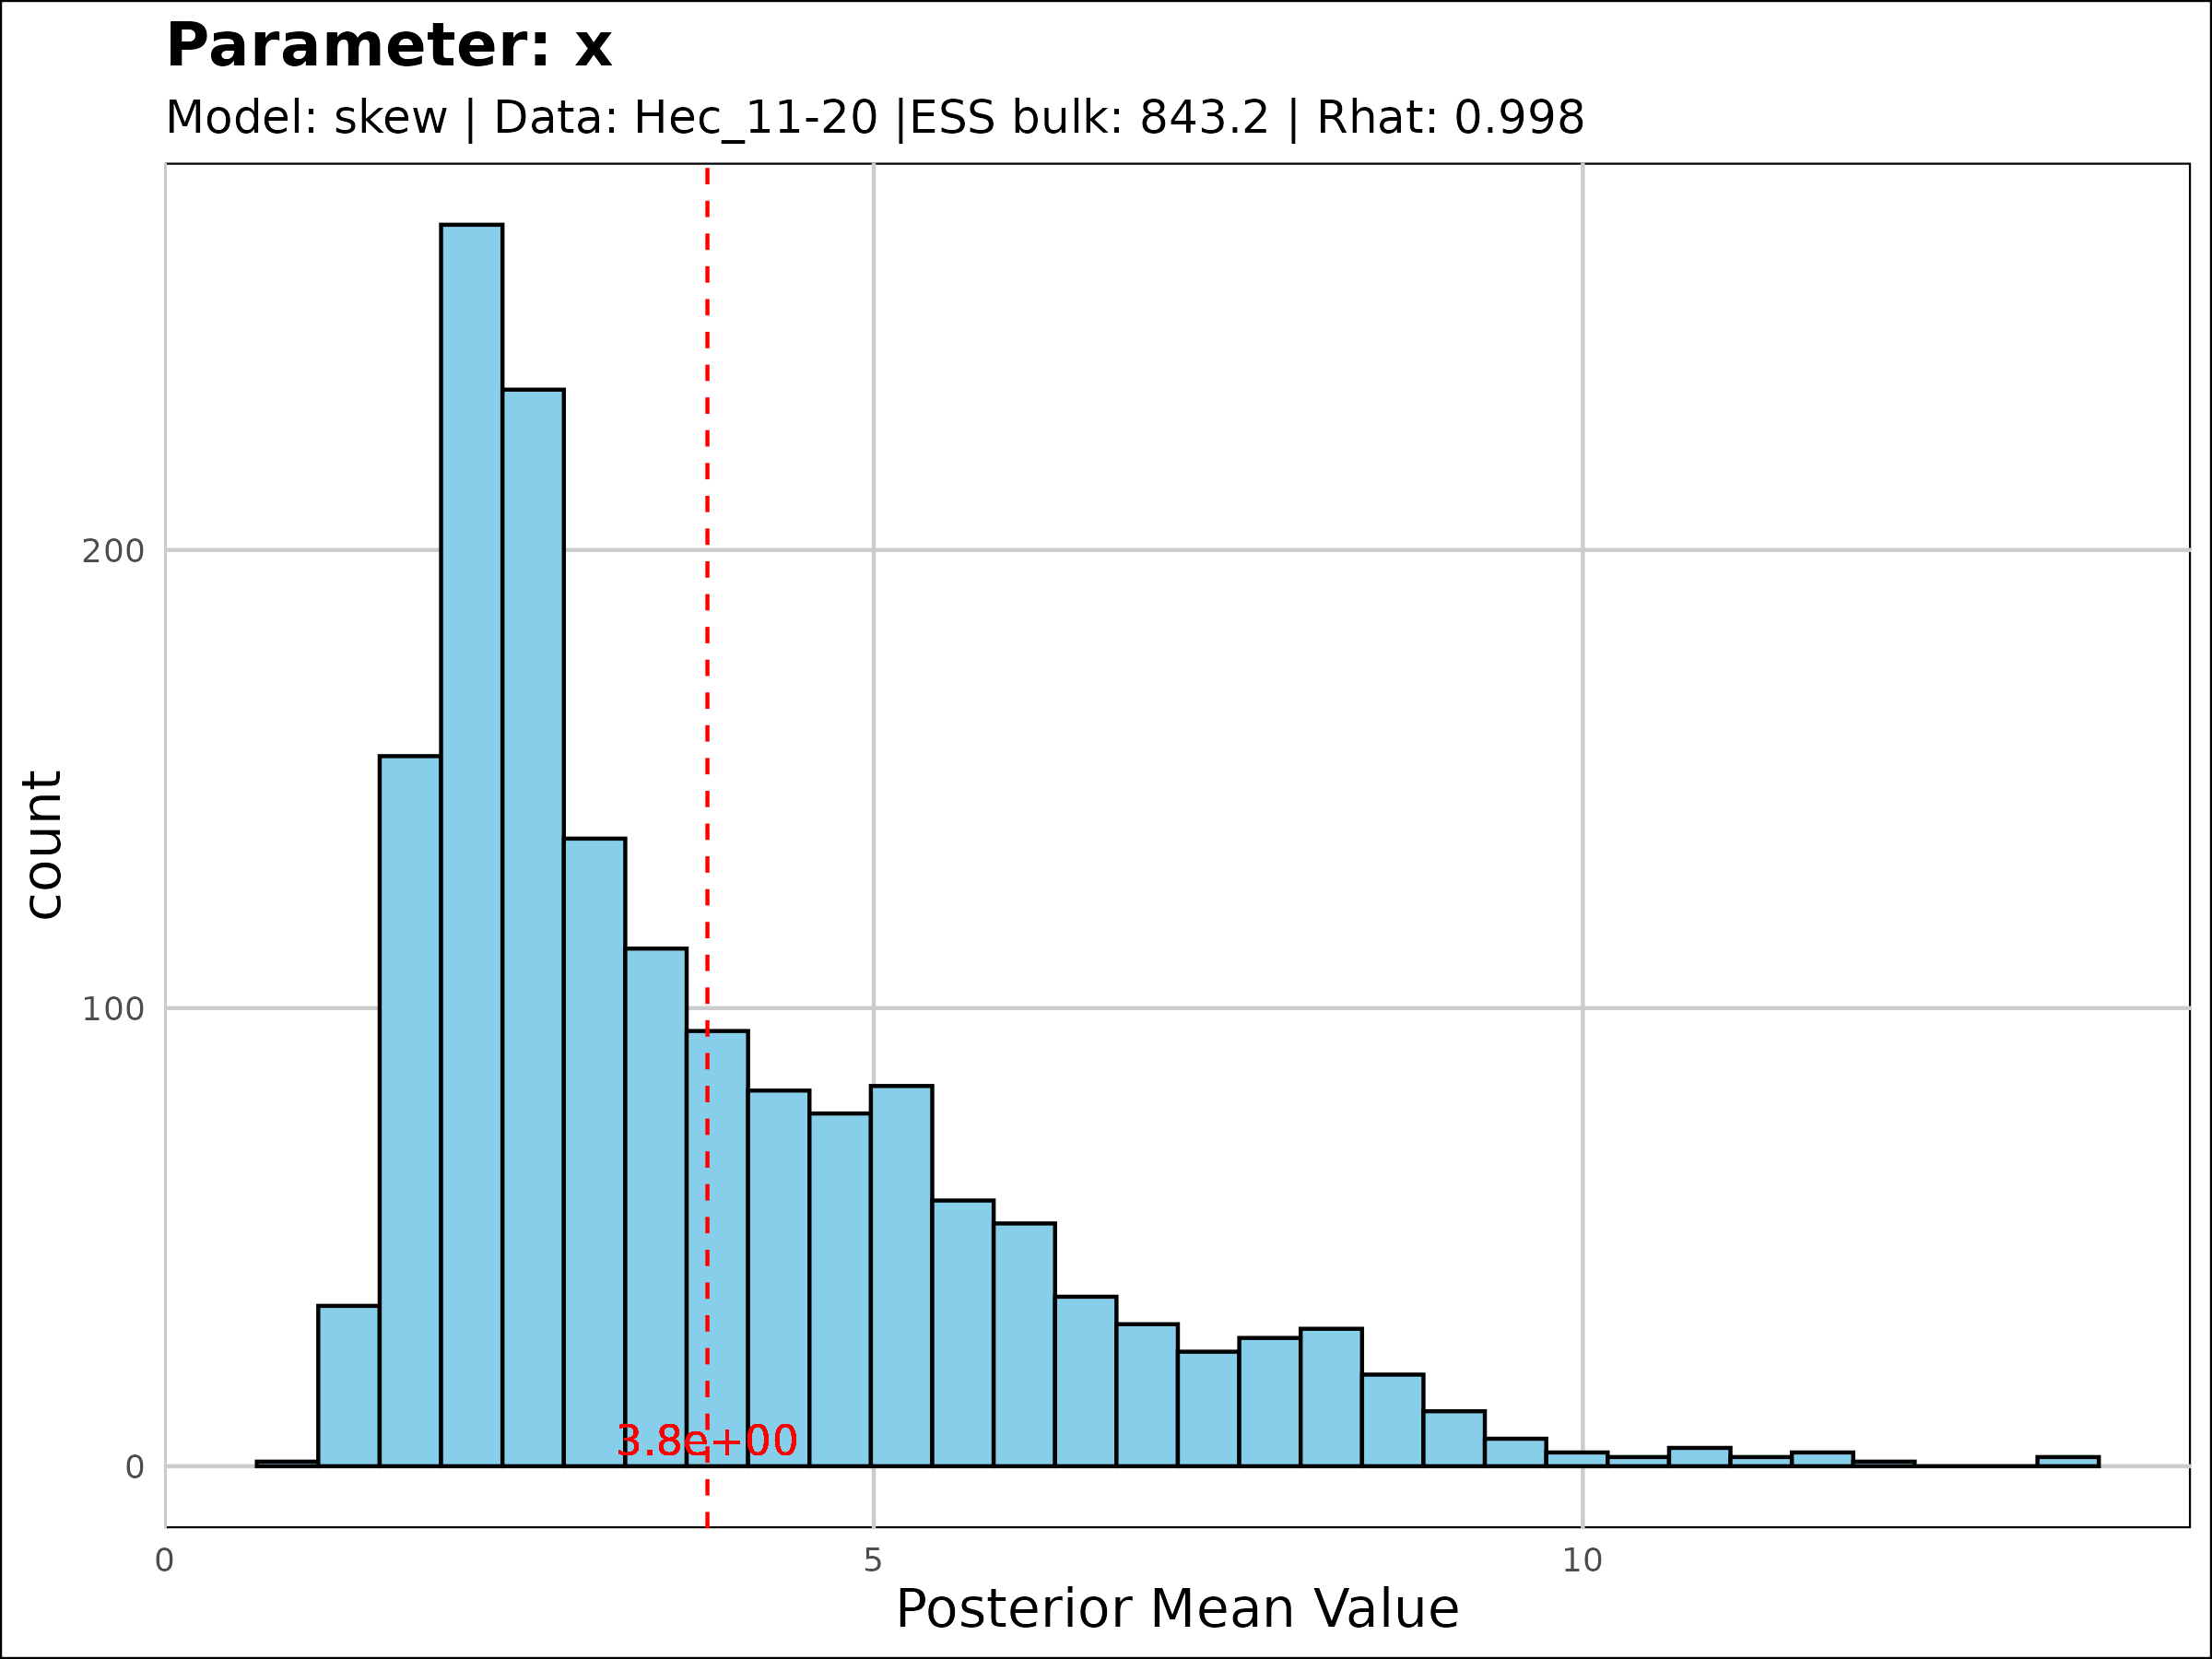 Parameter: x
Model: skew | Data: Hec_11-20 |ESS bulk: 843.2 | Rhat: 0.998
count
200
100
0
3.8e+00
0 5 10
Posterior Mean Value